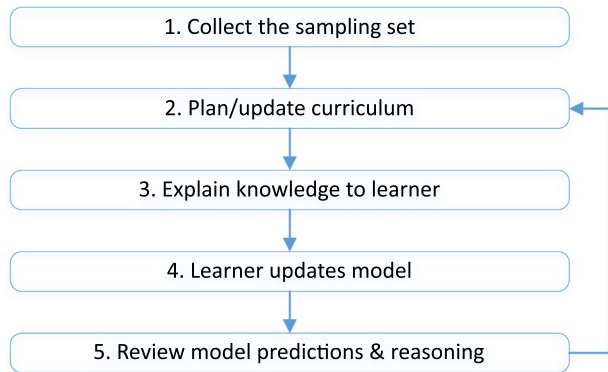 1. Collect the sampling set
2. Plan/update curriculum
3. Explain knowledge to learner
4. Learner updates model
5. Review model predictions & reasoning